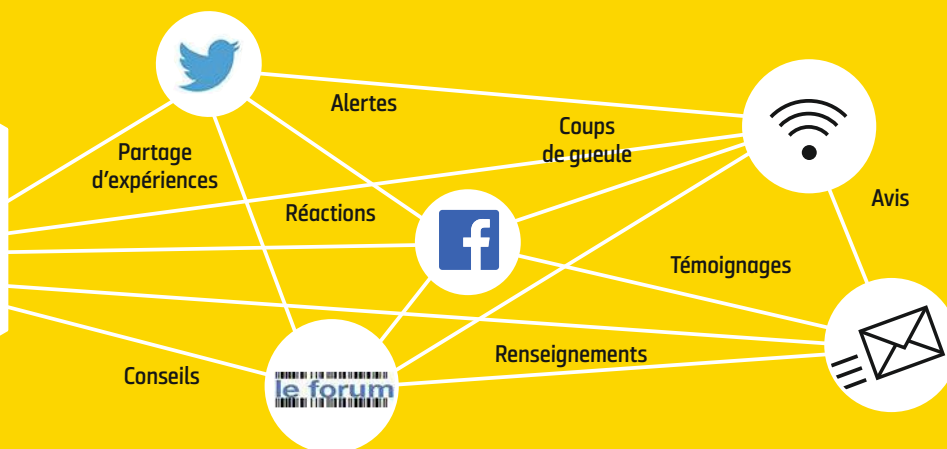 Alertes
Coups
de gueule
Partage
d'expériences
Avis
Réactions
Témoignages
Renseignements
Conseils
le forum